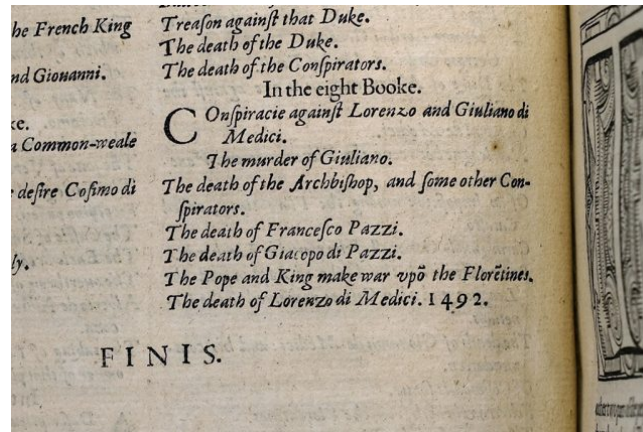 he French King
nd Giouanni.
ce.
a Common-weale
e desire Cosimo di
ly.
Treaſon againſt that Duke.
The death of the Duke.
The death of the Conſpirators.
In the eight Booke.
COnſpiracie againſt Lorenzo and Giuliano di
Medici.
The murder of Giuliano.
The death of the Archbiſhop, and ſome other Con-
ſpirators.
The death of Franceſco Pazzi.
The death of Giacopo di Pazzi.
The Pope and King make war vpõ the Florẽtines.
The death of Lorenzo di Medici. 1492.
FINIS.